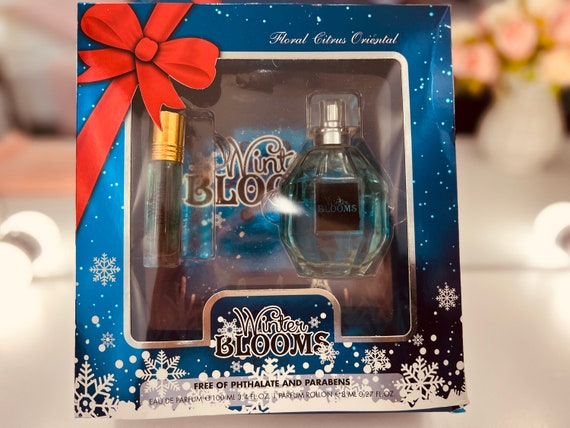 Floral Citrus Oriental
Winter
BLOOMS
BLOOMS
Winter
BLOOMS
FREE OF PHTHALATE AND PARABENS
EAU DE PARFUM 100 ML 3.4 FL.OZ. | PARFUM ROLLON 8 ML 0.27 FL.OZ.